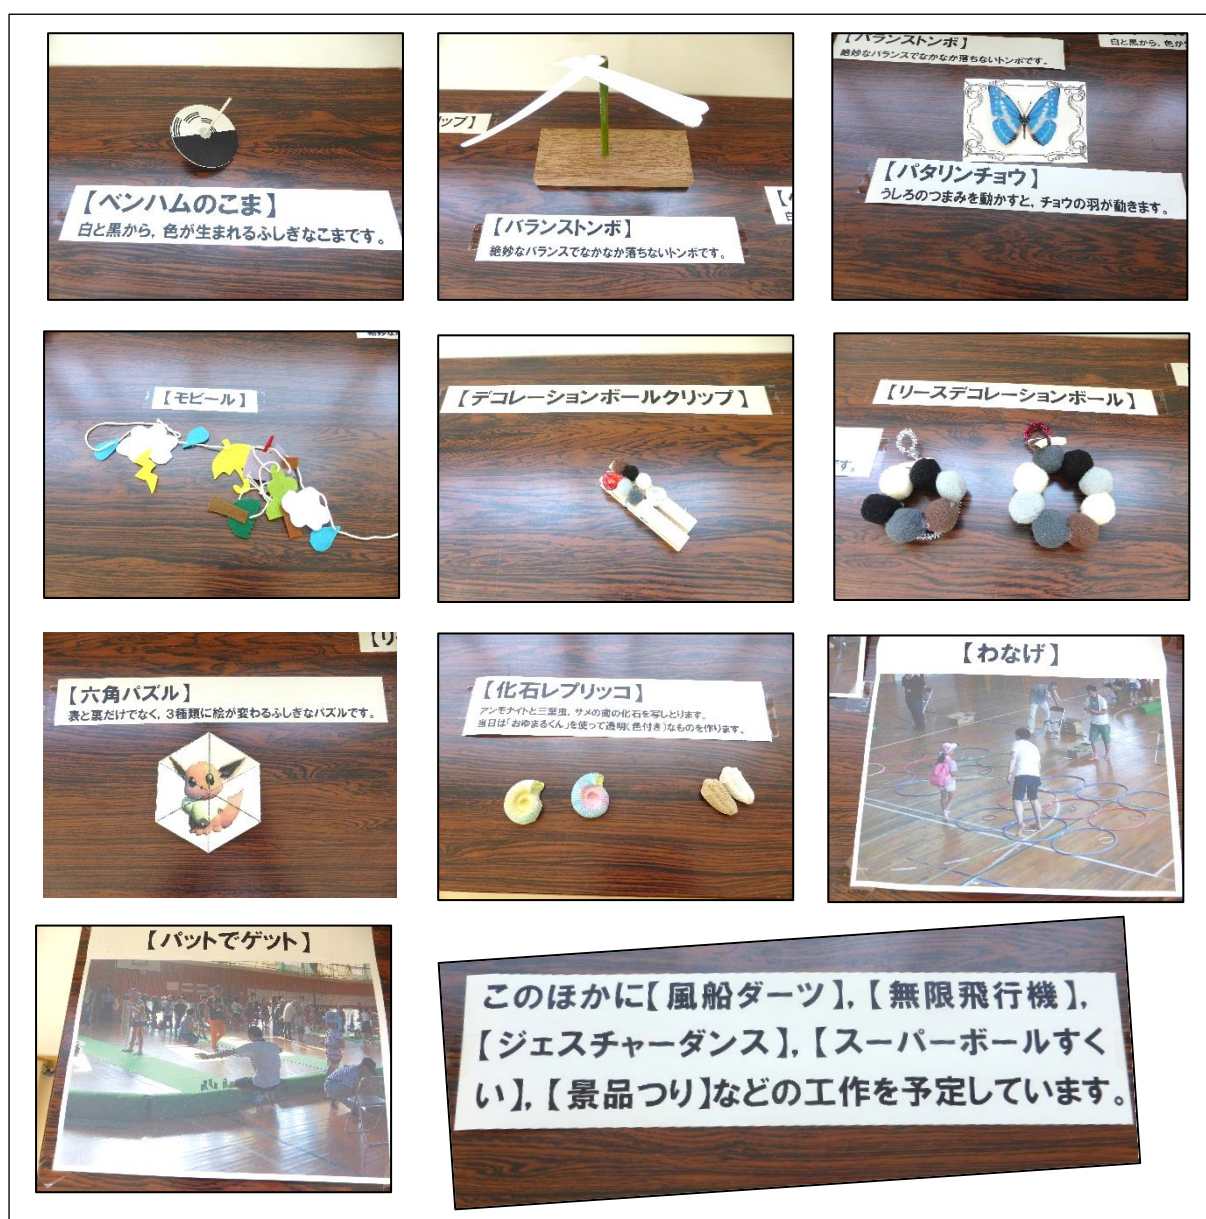 【ベンハムのこま】
白と黒から，色が生まれるふしぎなこまです。
ップ】
【バランストンボ】
絶妙なバランスでなかなか落ちないトンボです。
【バランストンボ】
絶妙なバランスでなかなか落ちないトンボです。
白と黒から，色が
【パタリンチョウ】
うしろのつまみを動かすと，チョウの羽が動きます。
【モビール】
【デコレーションボールクリップ】
【リースデコレーションボール】
す。
【リー
【六角パズル】
表と裏だけでなく，3種類に絵が変わるふしぎなパズルです。
【化石レプリッコ】
アンモナイトと三葉虫，サメの歯の化石を写しとります。
当日は「おゆまるくん」を使って透明（色付き）なものを作ります。
【わなげ】
【パットでゲット】
このほかに【風船ダーツ】，【無限飛行機】，
【ジェスチャーダンス】，【スーパーボールすく
い】，【景品つり】などの工作を予定しています。